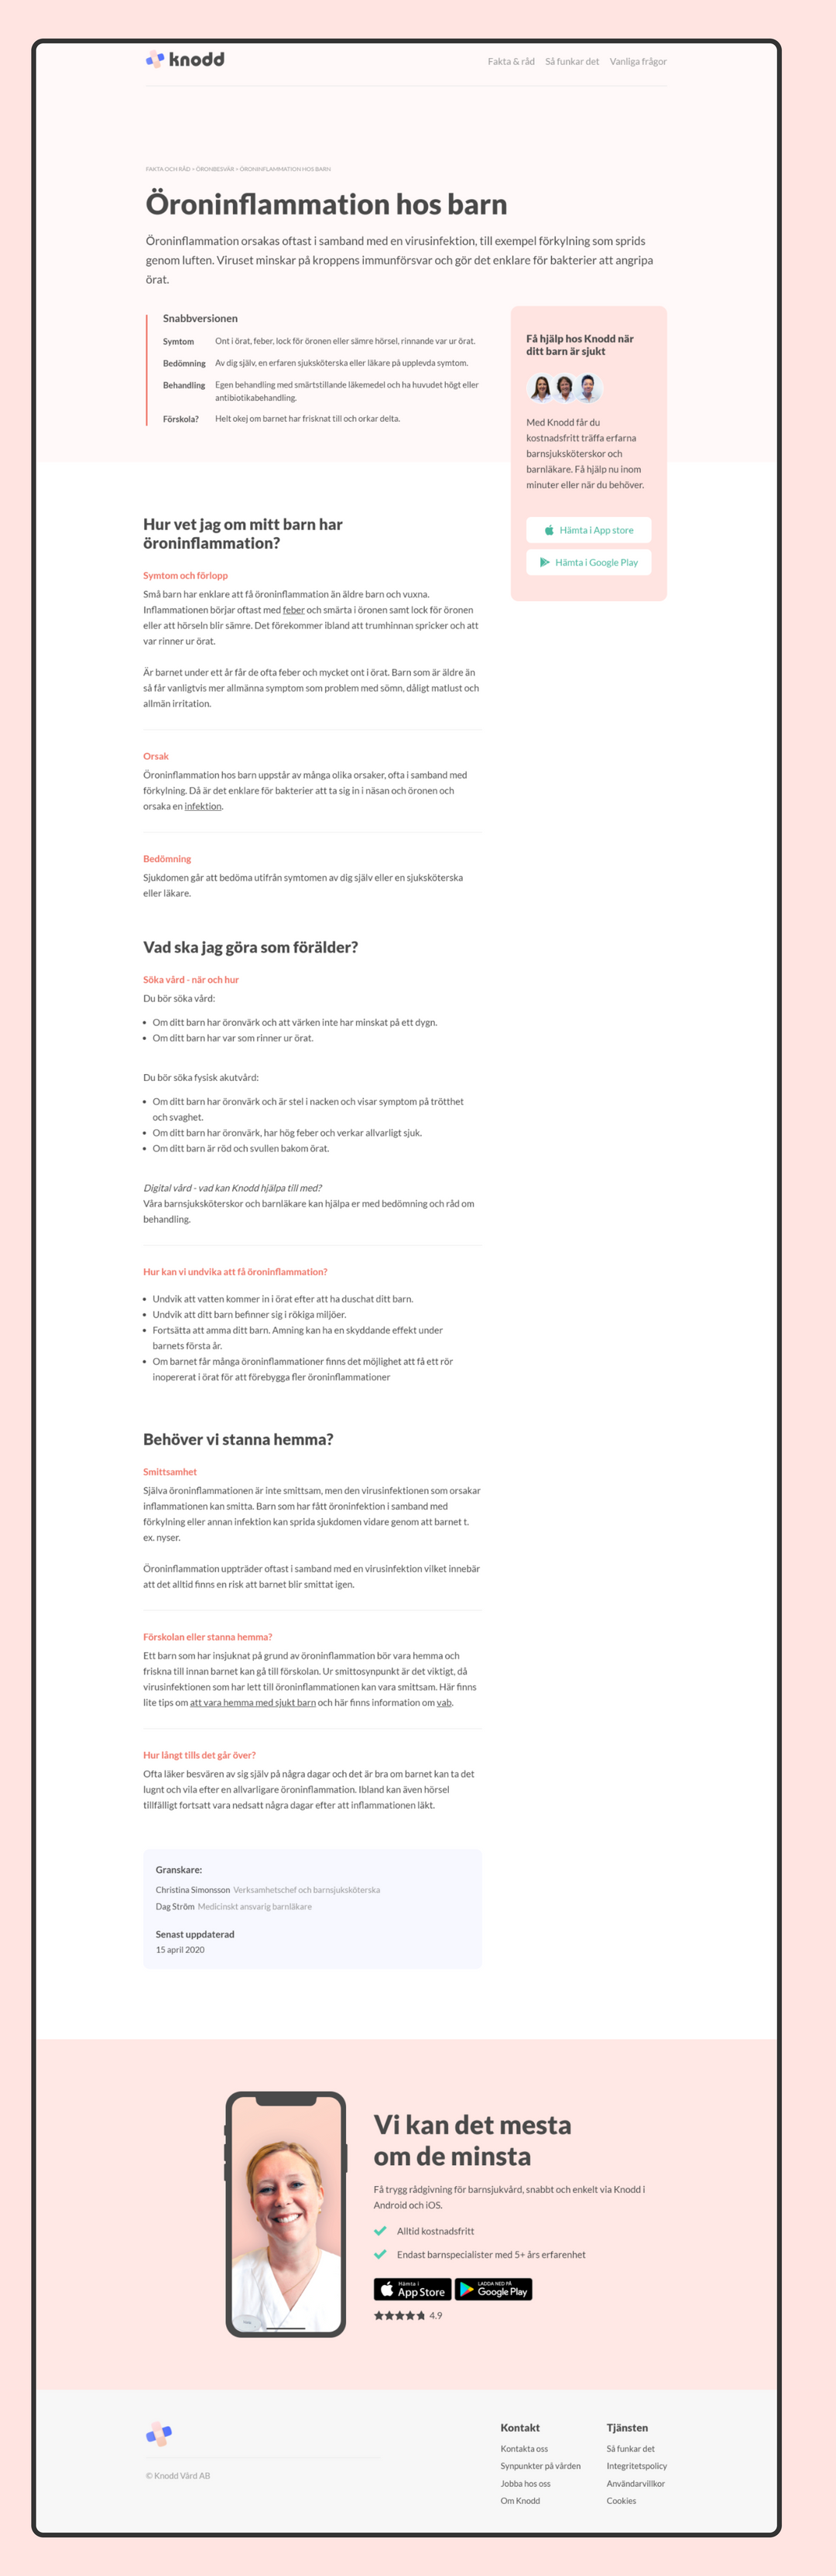 knodd
Fakta & råd Så funkar det Vanliga frågor
FAKTA OCH RÅD > ÖRONBESVÄR > ÖRONINFLAMMATION HOS BARN
Öroninflammation hos barn
Öroninflammation orsakas oftast i samband med en virusinfektion, till exempel förkylning som sprids
genom luften. Viruset minskar på kroppens immunförsvar och gör det enklare för bakterier att angripa
örat.
Snabbversionen
Symtom Ont i örat, feber, lock för öronen eller sämre hörsel, rinnande var ur örat.
Bedömning Av dig själv, en erfaren sjuksköterska eller läkare på upplevda symtom.
Behandling Egen behandling med smärtstillande läkemedel och ha huvudet högt eller
antibiotikabehandling.
Förskola? Helt okej om barnet har frisknat till och orkar delta.
Få hjälp hos Knodd när
ditt barn är sjukt
Med Knodd får du
kostnadsfritt träffa erfarna
barnsjuksköterskor och
barnläkare. Få hjälp nu inom
minuter eller när du behöver.
Hämta i App store
Hämta i Google Play
Hur vet jag om mitt barn har
öroninflammation?
Symtom och förlopp
Små barn har enklare att få öroninflammation än äldre barn och vuxna.
Inflammationen börjar oftast med feber och smärta i öronen samt lock för öronen
eller att hörseln blir sämre. Det förekommer ibland att trumhinnan spricker och att
var rinner ur örat.
Är barnet under ett år får de ofta feber och mycket ont i örat. Barn som är äldre än
så får vanligtvis mer allmänna symptom som problem med sömn, dåligt matlust och
allmän irritation.
Orsak
Öroninflammation hos barn uppstår av många olika orsaker, ofta i samband med
förkylning. Då är det enklare för bakterier att ta sig in i näsan och öronen och
orsaka en infektion.
Bedömning
Sjukdomen går att bedöma utifrån symtomen av dig själv eller en sjuksköterska
eller läkare.
Vad ska jag göra som förälder?
Söka vård - när och hur
Du bör söka vård:
• Om ditt barn har öronvärk och att värken inte har minskat på ett dygn.
• Om ditt barn har var som rinner ur örat.
Du bör söka fysisk akutvård:
• Om ditt barn har öronvärk och är stel i nacken och visar symptom på trötthet
och svaghet.
• Om ditt barn har öronvärk, har hög feber och verkar allvarligt sjuk.
• Om ditt barn är röd och svullen bakom örat.
Digital vård - vad kan Knodd hjälpa till med?
Våra barnsjuksköterskor och barnläkare kan hjälpa er med bedömning och råd om
behandling.
Hur kan vi undvika att få öroninflammation?
• Undvik att vatten kommer in i örat efter att ha duschat ditt barn.
• Undvik att ditt barn befinner sig i rökiga miljöer.
• Fortsätta att amma ditt barn. Amning kan ha en skyddande effekt under
barnets första år.
• Om barnet får många öroninflammationer finns det möjlighet att få ett rör
inopererat i örat för att förebygga fler öroninflammationer
Behöver vi stanna hemma?
Smittsamhet
Själva öroninflammationen är inte smittsam, men den virusinfektionen som orsakar
inflammationen kan smitta. Barn som har fått öroninfektion i samband med
förkylning eller annan infektion kan sprida sjukdomen vidare genom att barnet t.
ex. nyser.
Öroninflammation uppträder oftast i samband med en virusinfektion vilket innebär
att det alltid finns en risk att barnet blir smittat igen.
Förskolan eller stanna hemma?
Ett barn som har insjuknat på grund av öroninflammation bör vara hemma och
friskna till innan barnet kan gå till förskolan. Ur smittosynpunkt är det viktigt, då
virusinfektionen som har lett till öroninflammationen kan vara smittsam. Här finns
lite tips om att vara hemma med sjukt barn och här finns information om vab.
Hur långt tills det går över?
Ofta läker besvären av sig själv på några dagar och det är bra om barnet kan ta det
lugnt och vila efter en allvarligare öroninflammation. Ibland kan även hörsel
tillfälligt fortsatt vara nedsatt några dagar efter att inflammationen läkt.
Granskare:
Christina Simonsson Verksamhetschef och barnsjuksköterska
Dag Ström Medicinskt ansvarig barnläkare
Senast uppdaterad
15 april 2020
Vi kan det mesta
om de minsta
Få trygg rådgivning för barnsjukvård, snabbt och enkelt via Knodd i
Android och iOS.
Alltid kostnadsfritt
Endast barnspecialister med 5+ års erfarenhet
Hämta i
App Store
LADDA NED PÅ
Google Play
4.9
Kontakt
Kontakta oss
Synpunkter på vården
Jobba hos oss
Om Knodd
Tjänsten
Så funkar det
Integritetspolicy
Användarvillkor
Cookies
© Knodd Vård AB